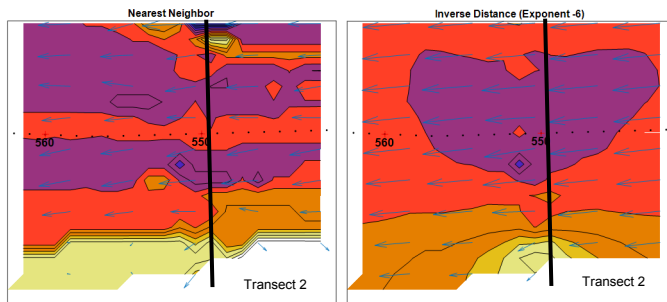 Nearest Neighbor
Inverse Distance (Exponent -6)
560
550
560
550
Transect 2
Transect 2